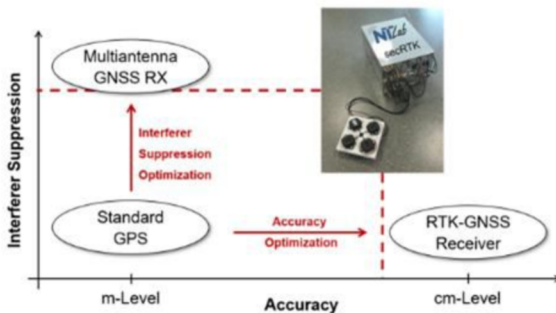 Multiantenna
GNSS RX
NAVLab
secRTK
Interferer
Suppression
Optimization
Interferer Suppression
Standard
GPS
Accuracy
Optimization
RTK-GNSS
Receiver
m-Level
Accuracy
cm-Level